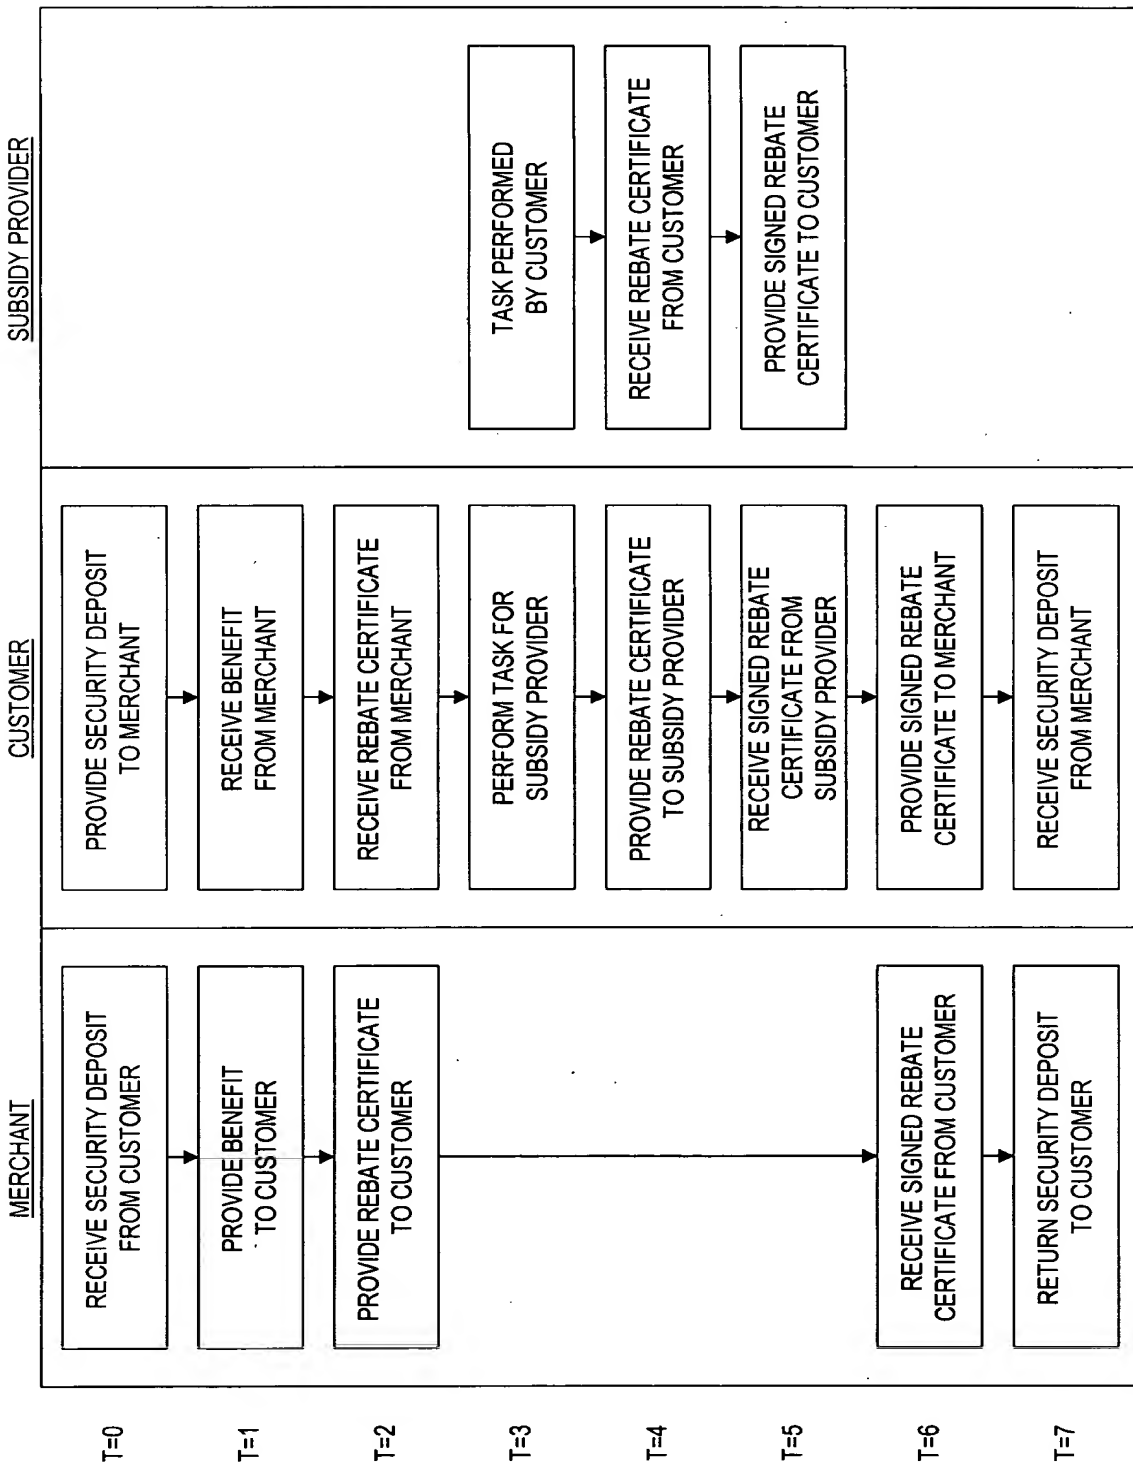 MERCHANT
CUSTOMER
SUBSIDY PROVIDER
T=0
RECEIVE SECURITY DEPOSIT
FROM CUSTOMER
PROVIDE SECURITY DEPOSIT
TO MERCHANT
T=1
PROVIDE BENEFIT
TO CUSTOMER
RECEIVE BENEFIT
FROM MERCHANT
T=2
PROVIDE REBATE CERTIFICATE
TO CUSTOMER
RECEIVE REBATE CERTIFICATE
FROM MERCHANT
T=3
PERFORM TASK FOR
SUBSIDY PROVIDER
TASK PERFORMED
BY CUSTOMER
T=4
PROVIDE REBATE CERTIFICATE
TO SUBSIDY PROVIDER
RECEIVE REBATE CERTIFICATE
FROM CUSTOMER
T=5
RECEIVE SIGNED REBATE
CERTIFICATE FROM
SUBSIDY PROVIDER
PROVIDE SIGNED REBATE
CERTIFICATE TO CUSTOMER
T=6
RECEIVE SIGNED REBATE
CERTIFICATE FROM CUSTOMER
PROVIDE SIGNED REBATE
CERTIFICATE TO MERCHANT
T=7
RETURN SECURITY DEPOSIT
TO CUSTOMER
RECEIVE SECURITY DEPOSIT
FROM MERCHANT